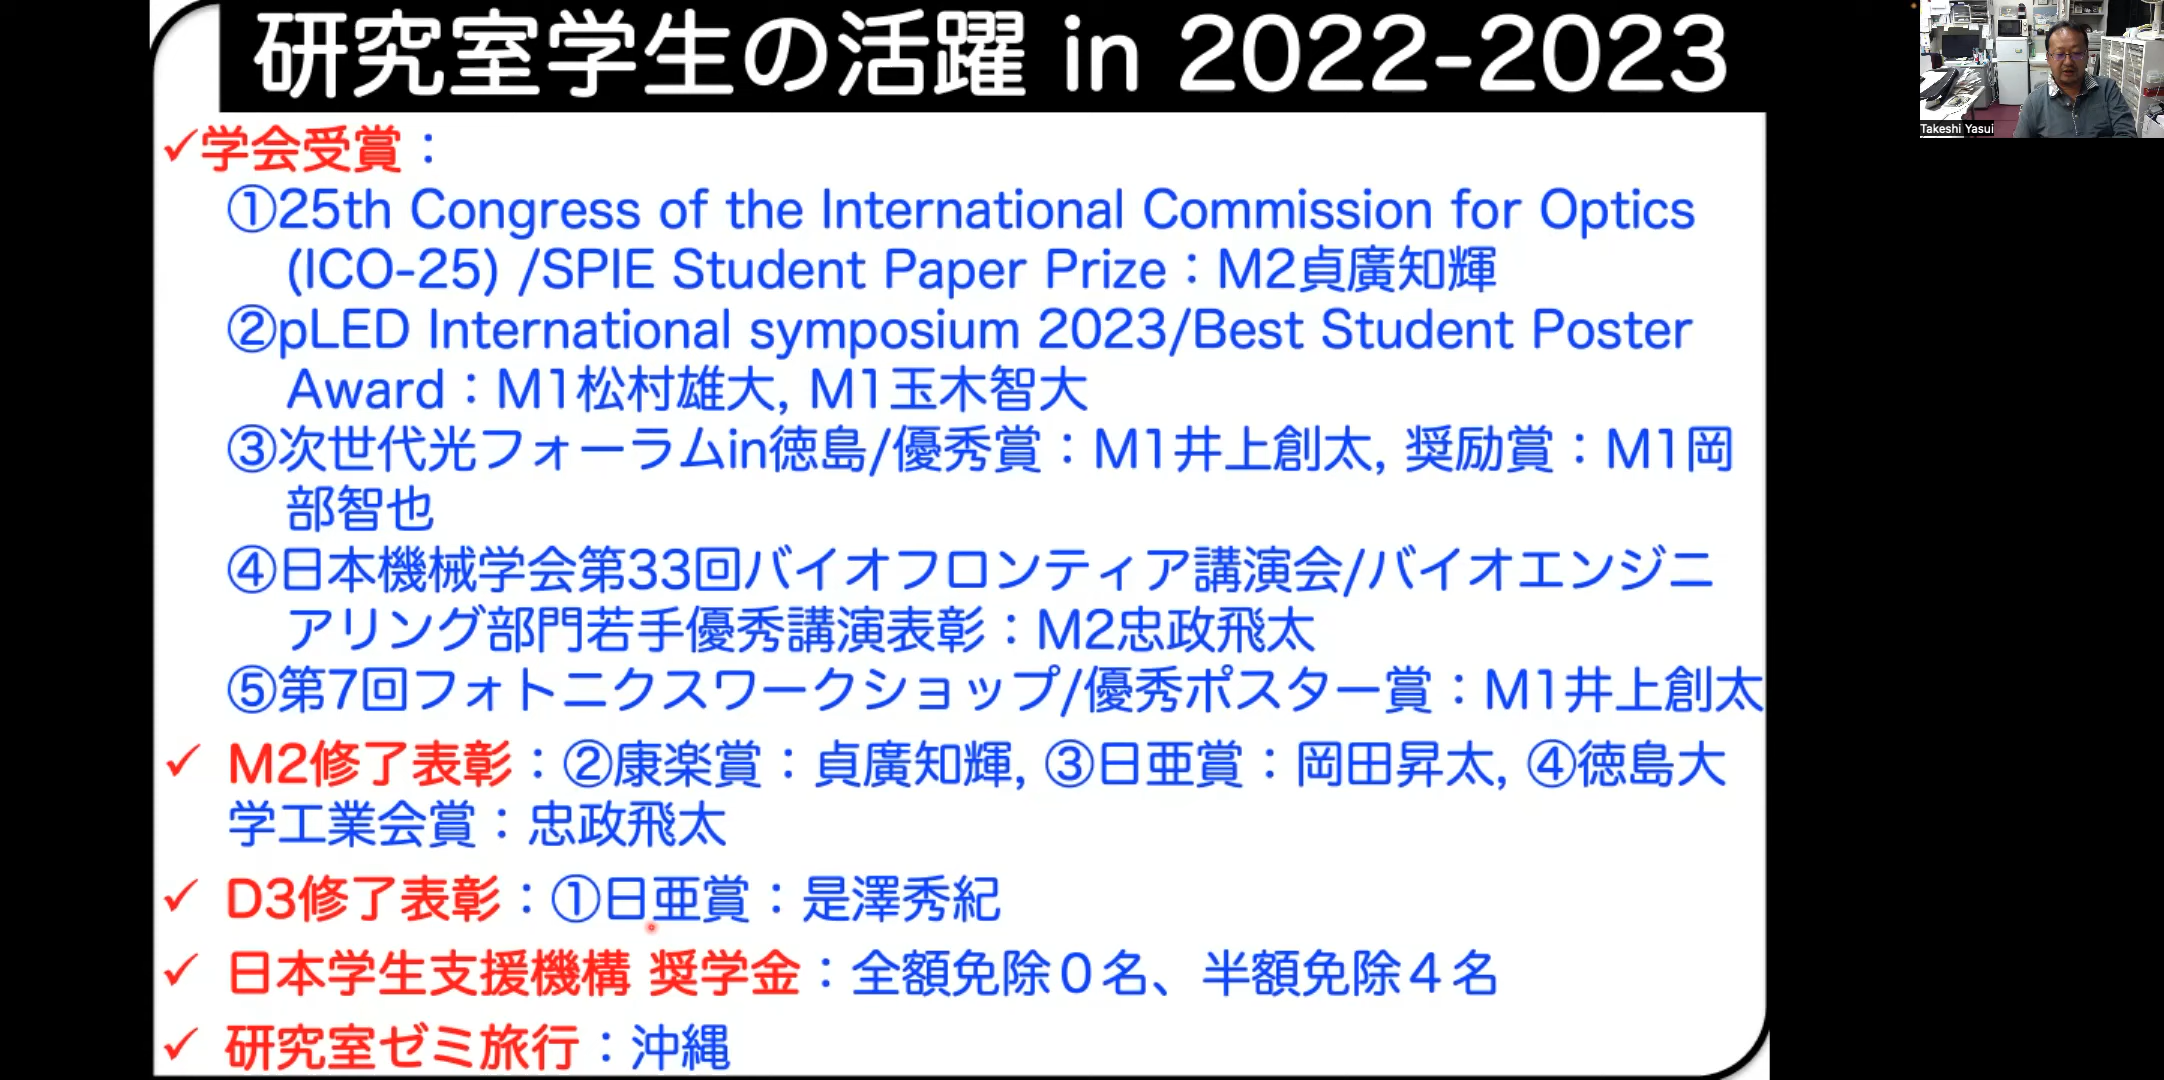 研究室学生の活躍 in 2022-2023
Takeshi Yasui
✓学会受賞：
①25th Congress of the International Commission for Optics
(ICO-25) /SPIE Student Paper Prize：M2貞廣知輝
②pLED International symposium 2023/Best Student Poster
Award：M1松村雄大, M1玉木智大
③次世代光フォーラムin徳島/優秀賞：M1井上創太, 奨励賞：M1岡
部智也
④日本機械学会第33回バイオフロンティア講演会/バイオエンジニ
アリング部門若手優秀講演表彰：M2忠政飛太
⑤第7回フォトニクスワークショップ/優秀ポスター賞：M1井上創太
✓ M2修了表彰：②康楽賞：貞廣知輝, ③日亜賞：岡田昇太, ④徳島大
学工業会賞：忠政飛太
✓ D3修了表彰：①日亜賞：是澤秀紀
✓ 日本学生支援機構 奨学金：全額免除０名、半額免除４名
✓ 研究室ゼミ旅行：沖縄